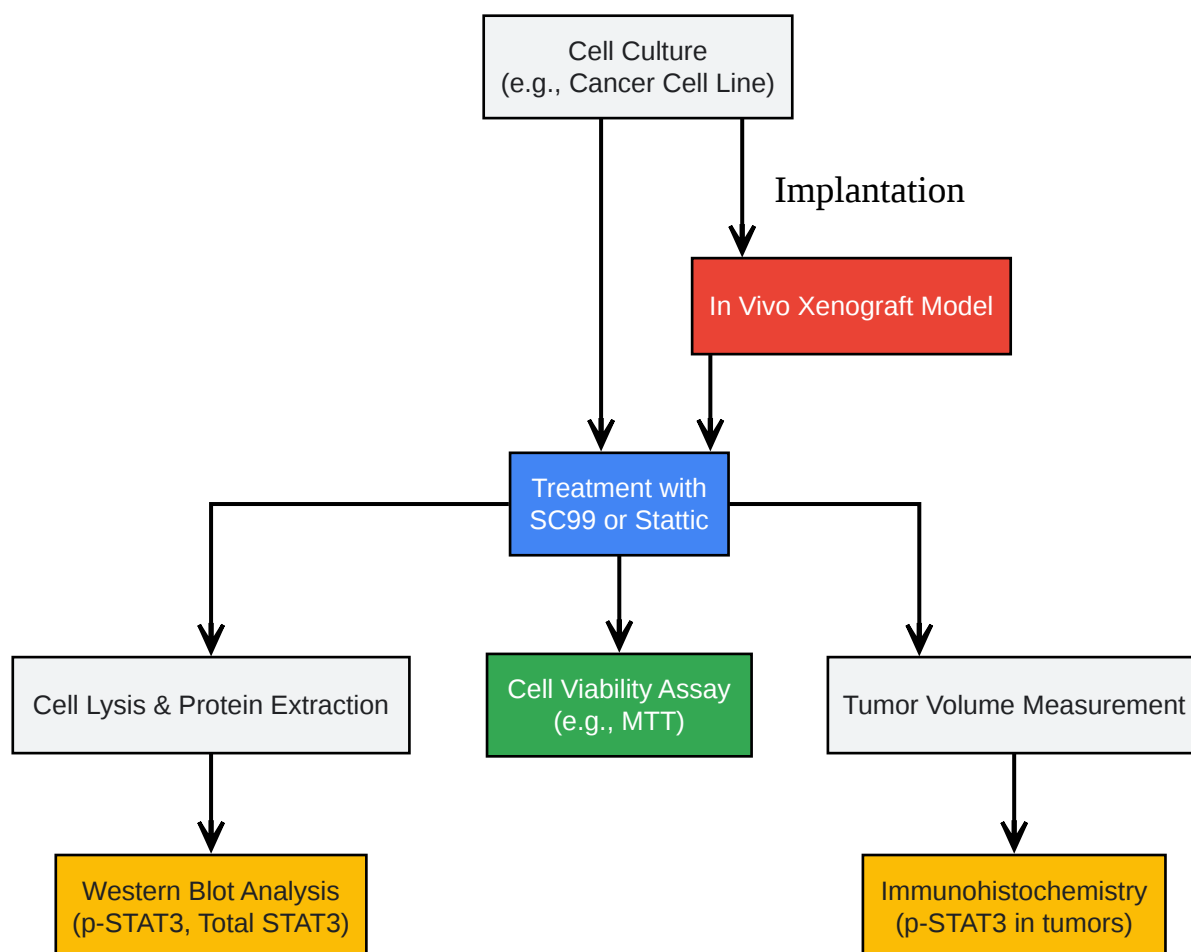 Cell Culture
(e.g., Cancer Cell Line)
Implantation
In Vivo Xenograft Model
Treatment with
SC99 or Stattic
Cell Lysis & Protein Extraction
Cell Viability Assay
(e.g., MTT)
Tumor Volume Measurement
Western Blot Analysis
(p-STAT3, Total STAT3)
Immunohistochemistry
(p-STAT3 in tumors)